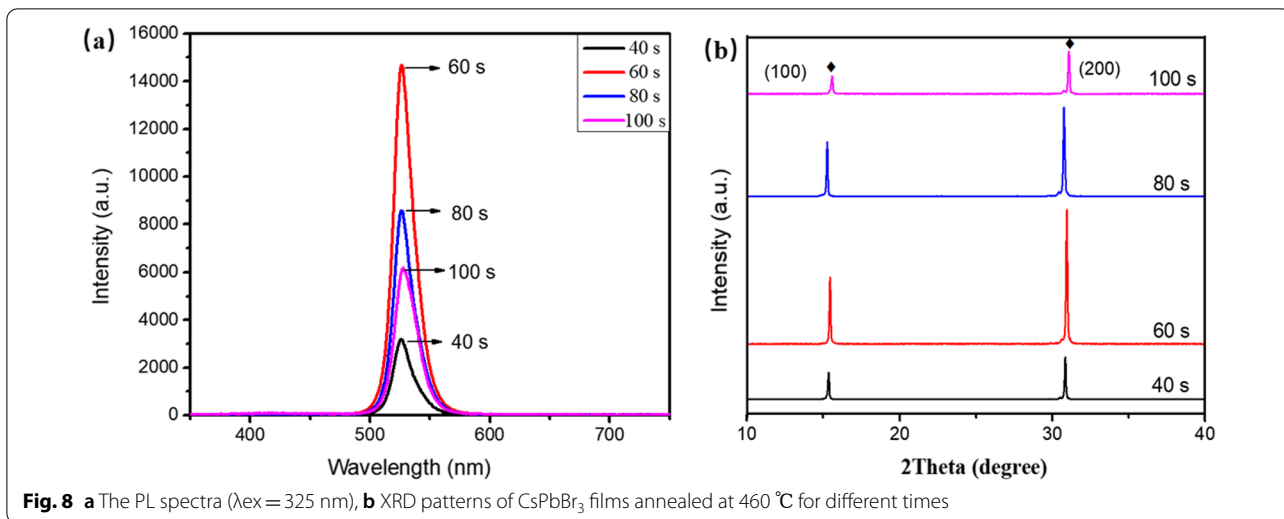 (a)
16000
14000
12000
10000
8000
6000
4000
2000
0
Intensity (a.u.)
400 500 600 700
Wavelength (nm)
60 s
80 s
100 s
40 s
40 s
60 s
80 s
100 s
(b)
(100) ♦ ♦ (200) 100 s
80 s
60 s
40 s
Intensity (a.u.)
10 20 30 40
2Theta (degree)
Fig. 8 a The PL spectra (λex = 325 nm), b XRD patterns of CsPbBr₃ films annealed at 460 ℃ for different times